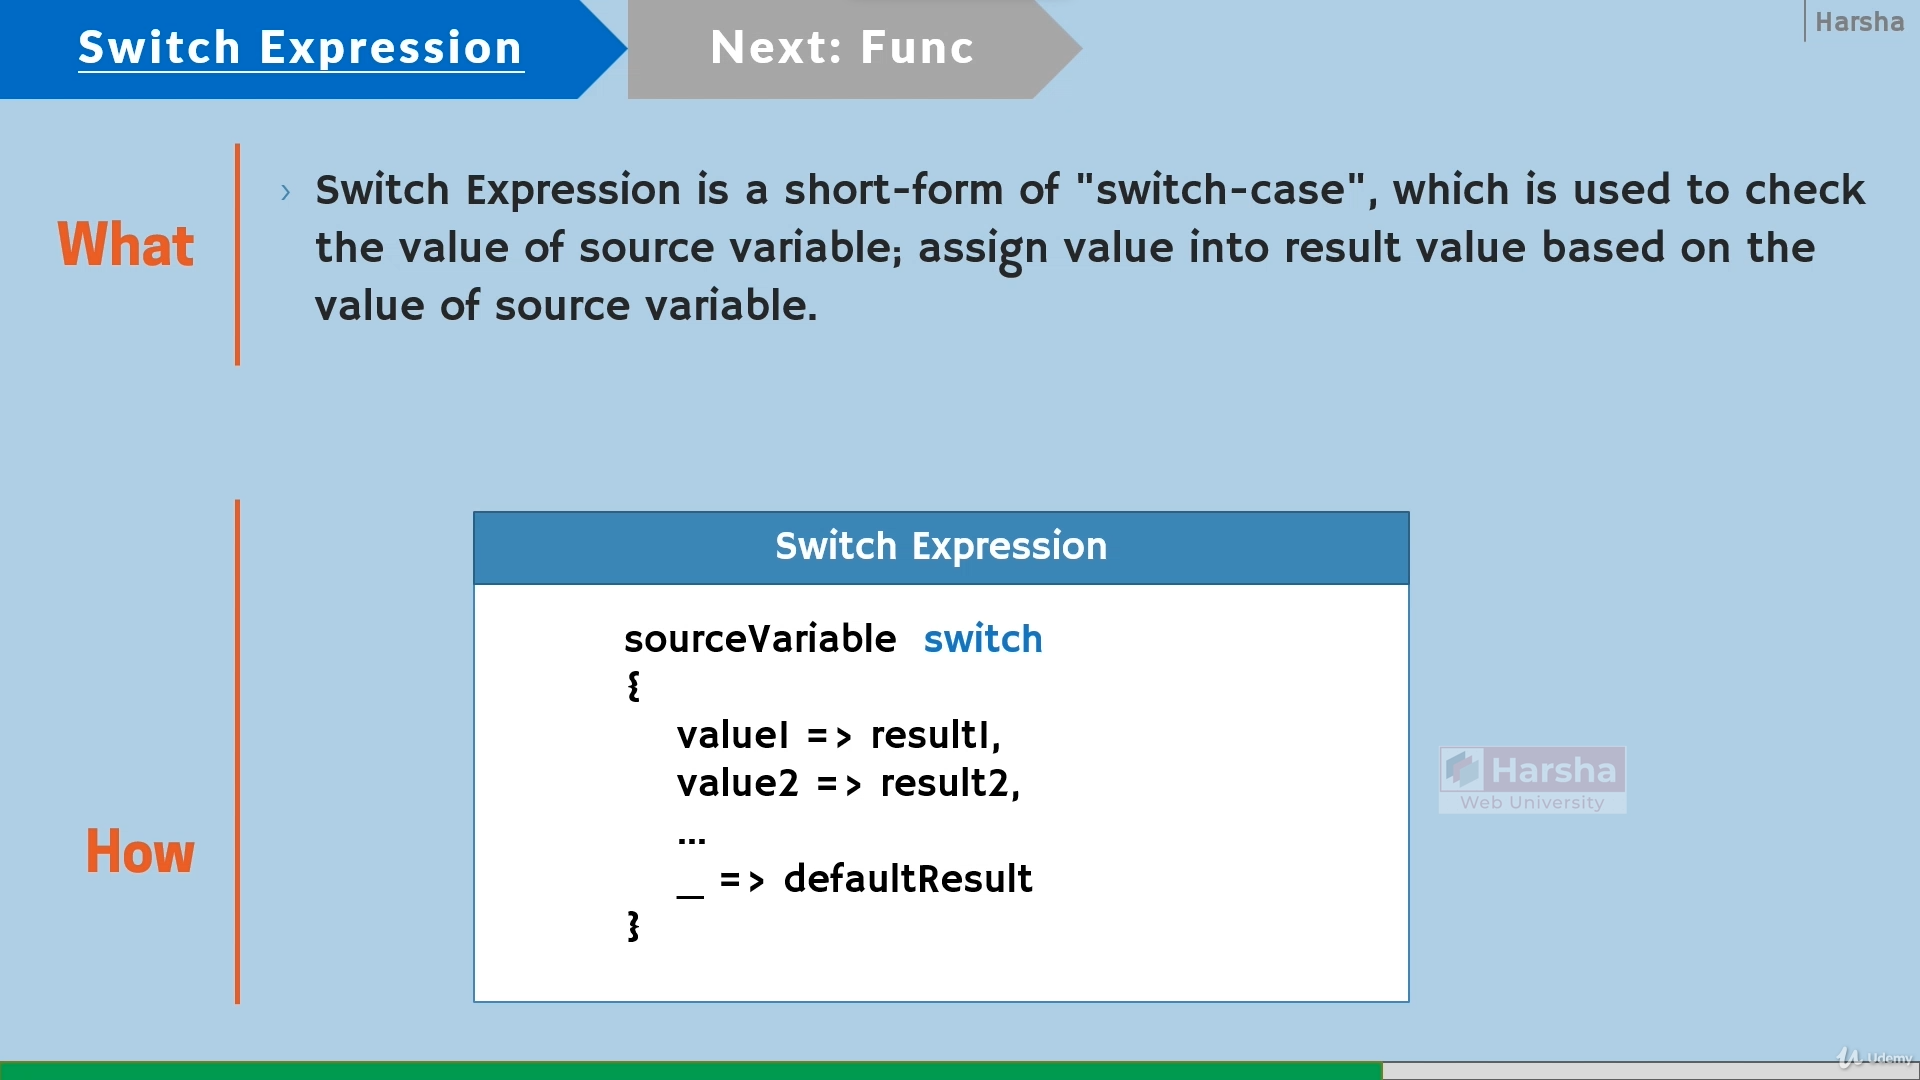 Switch Expression
Next: Func
Harsha
What
› Switch Expression is a short-form of "switch-case", which is used to check
the value of source variable; assign value into result value based on the
value of source variable.
How
Switch Expression
sourceVariable switch
{
value1 => result1,
value2 => result2,
...
_ => defaultResult
}
Harsha
Web University
Udemy